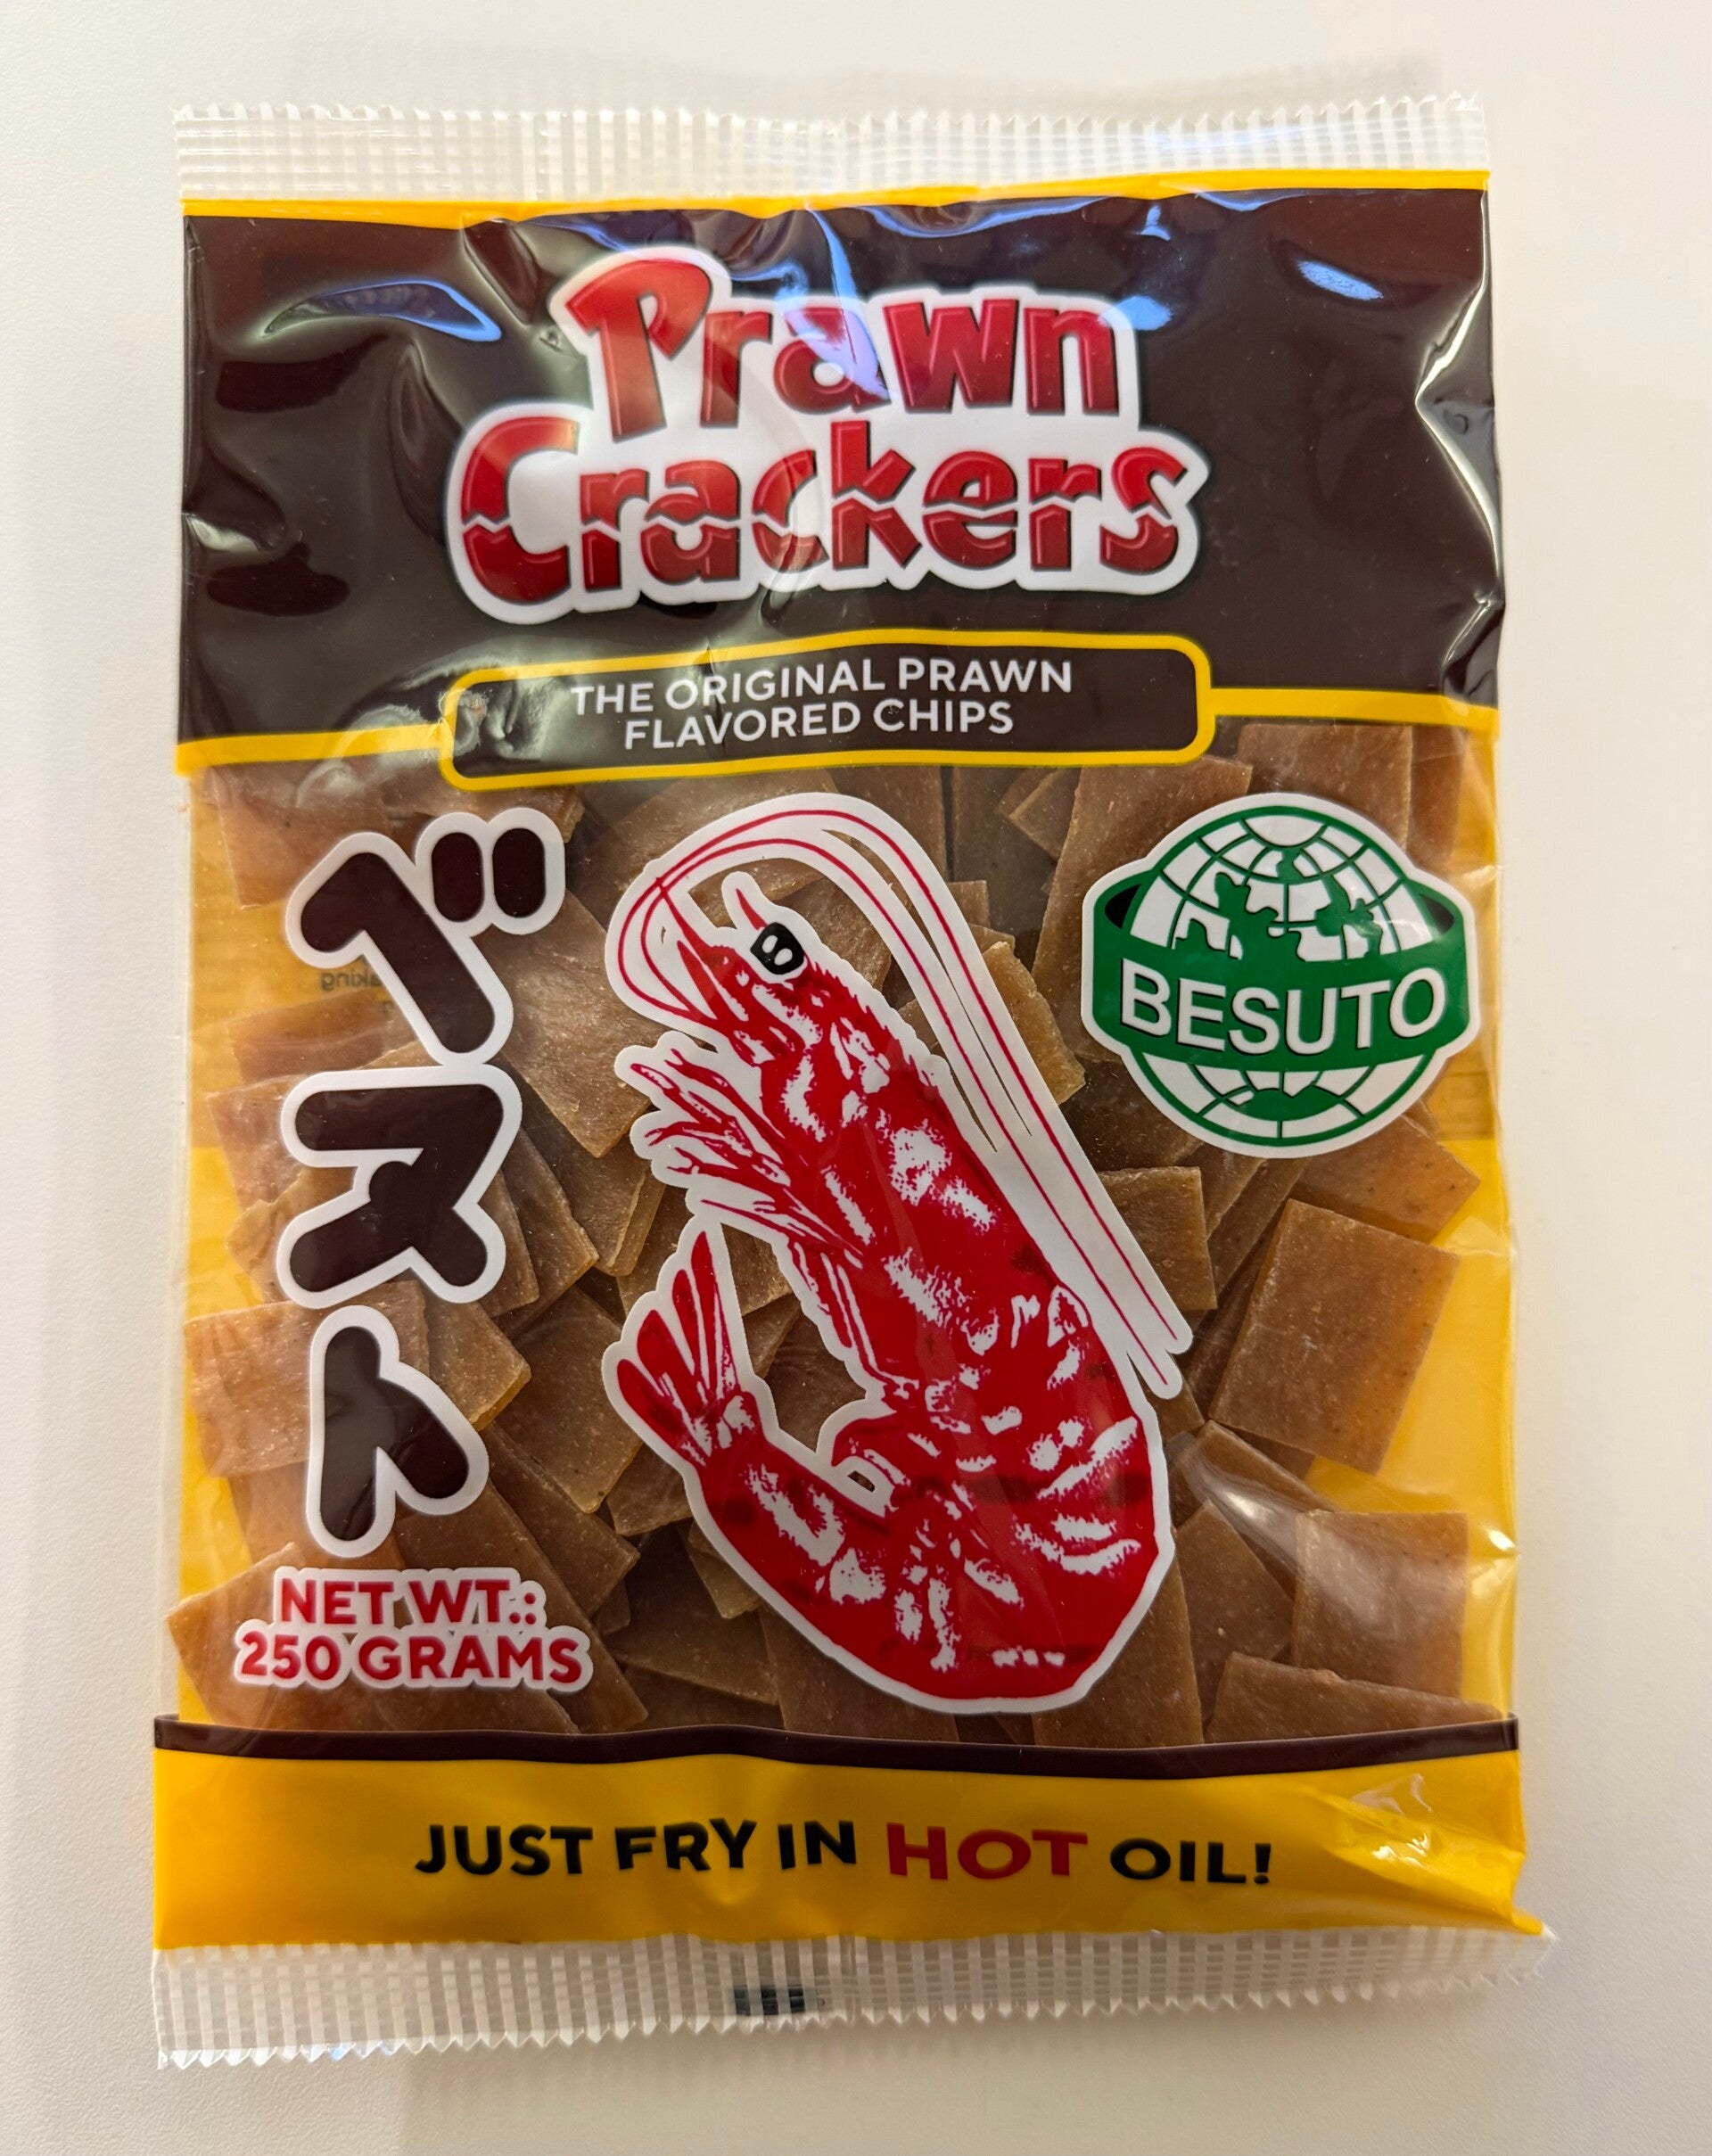 Prawn
Crackers
THE ORIGINAL PRAWN
FLAVORED CHIPS
ベスト
BESUTO
NET WT.:
250 GRAMS
JUST FRY IN HOT OIL!